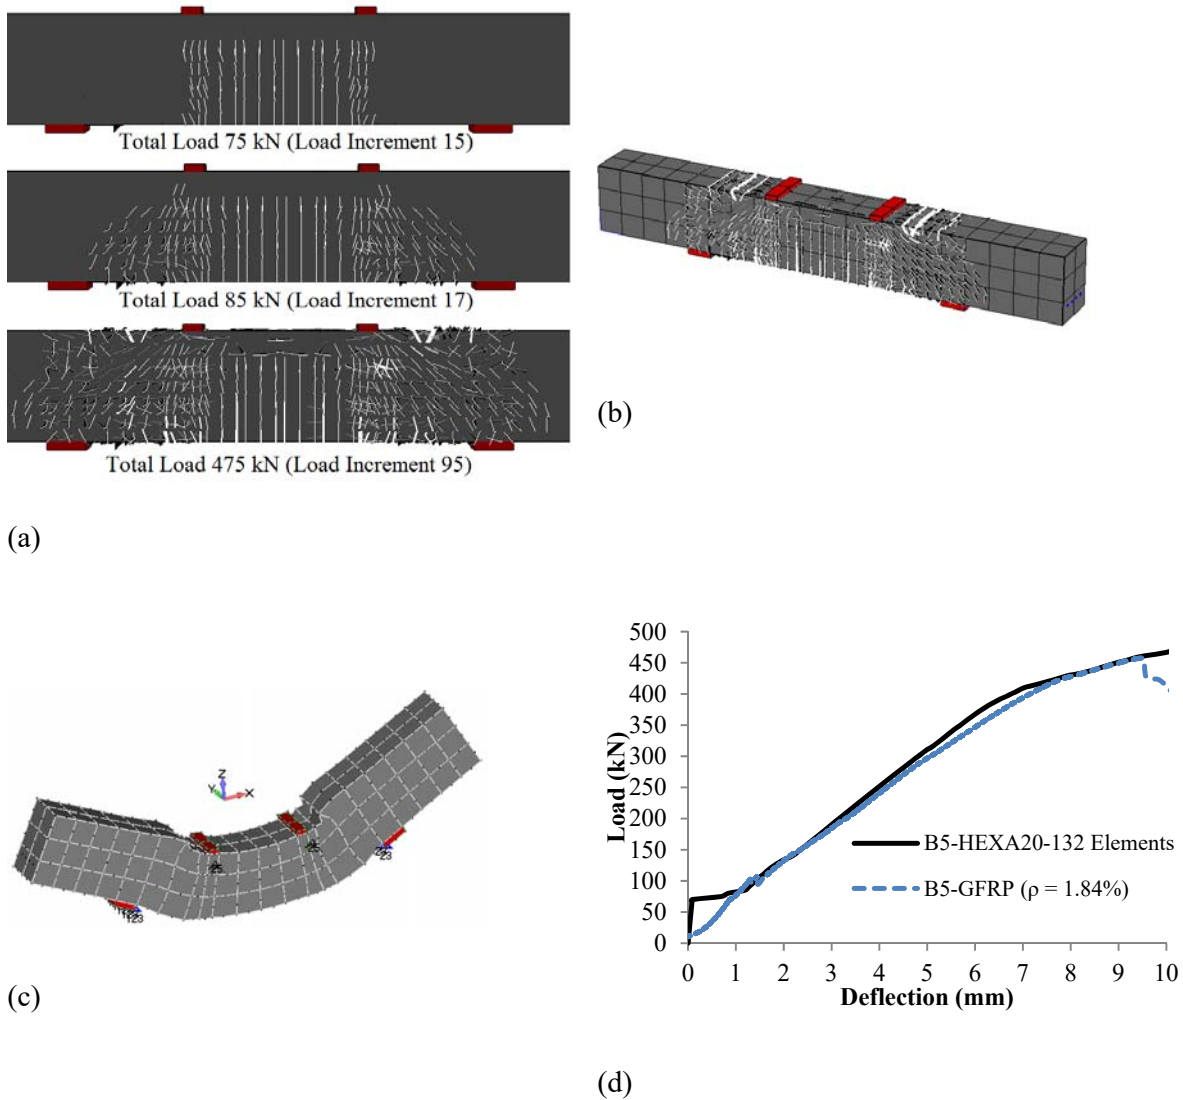 Total Load 75 kN (Load Increment 15)
Total Load 85 kN (Load Increment 17)
Total Load 475 kN (Load Increment 95)
(a)
(b)
Z
Y
X
(c)
500
450
400
350
300
250
200
150
100
50
0
Load (kN)
B5-HEXA20-132 Elements
B5-GFRP (ρ = 1.84%)
0 1 2 3 4 5 6 7 8 9 10
Deflection (mm)
(d)